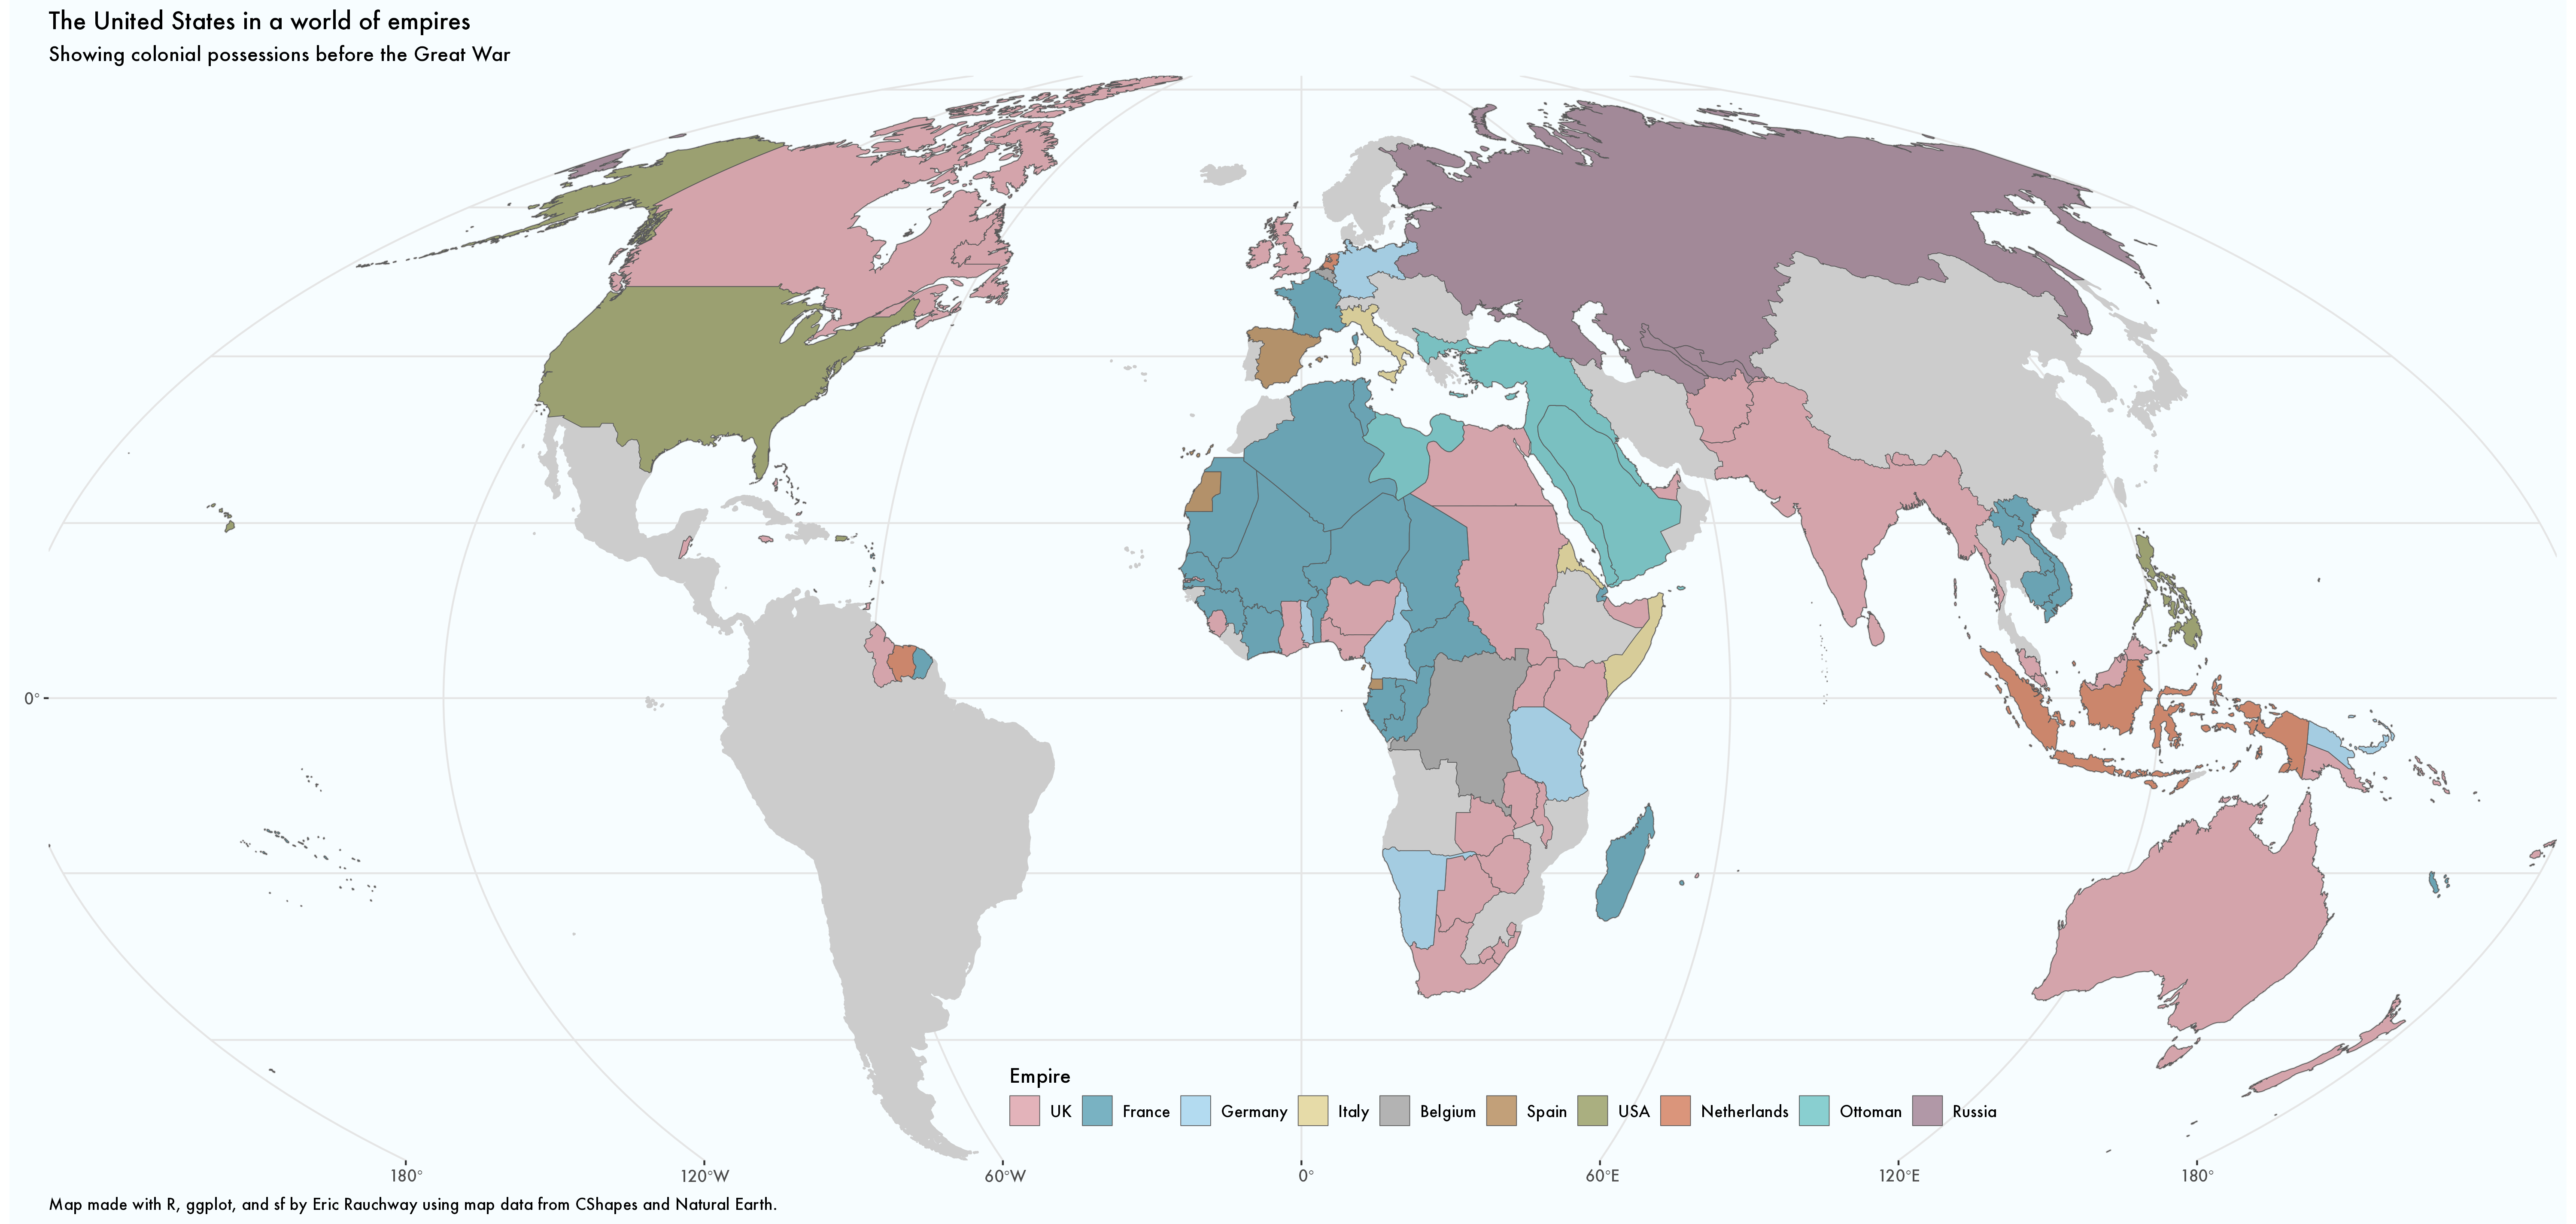 The United States in a world of empires
Showing colonial possessions before the Great War
0°
Empire
UK France Germany Italy Belgium Spain USA Netherlands Ottoman Russia
180° 120°W 60°W 0° 60°E 120°E 180°
Map made with R, ggplot, and sf by Eric Rauchway using map data from CShapes and Natural Earth.